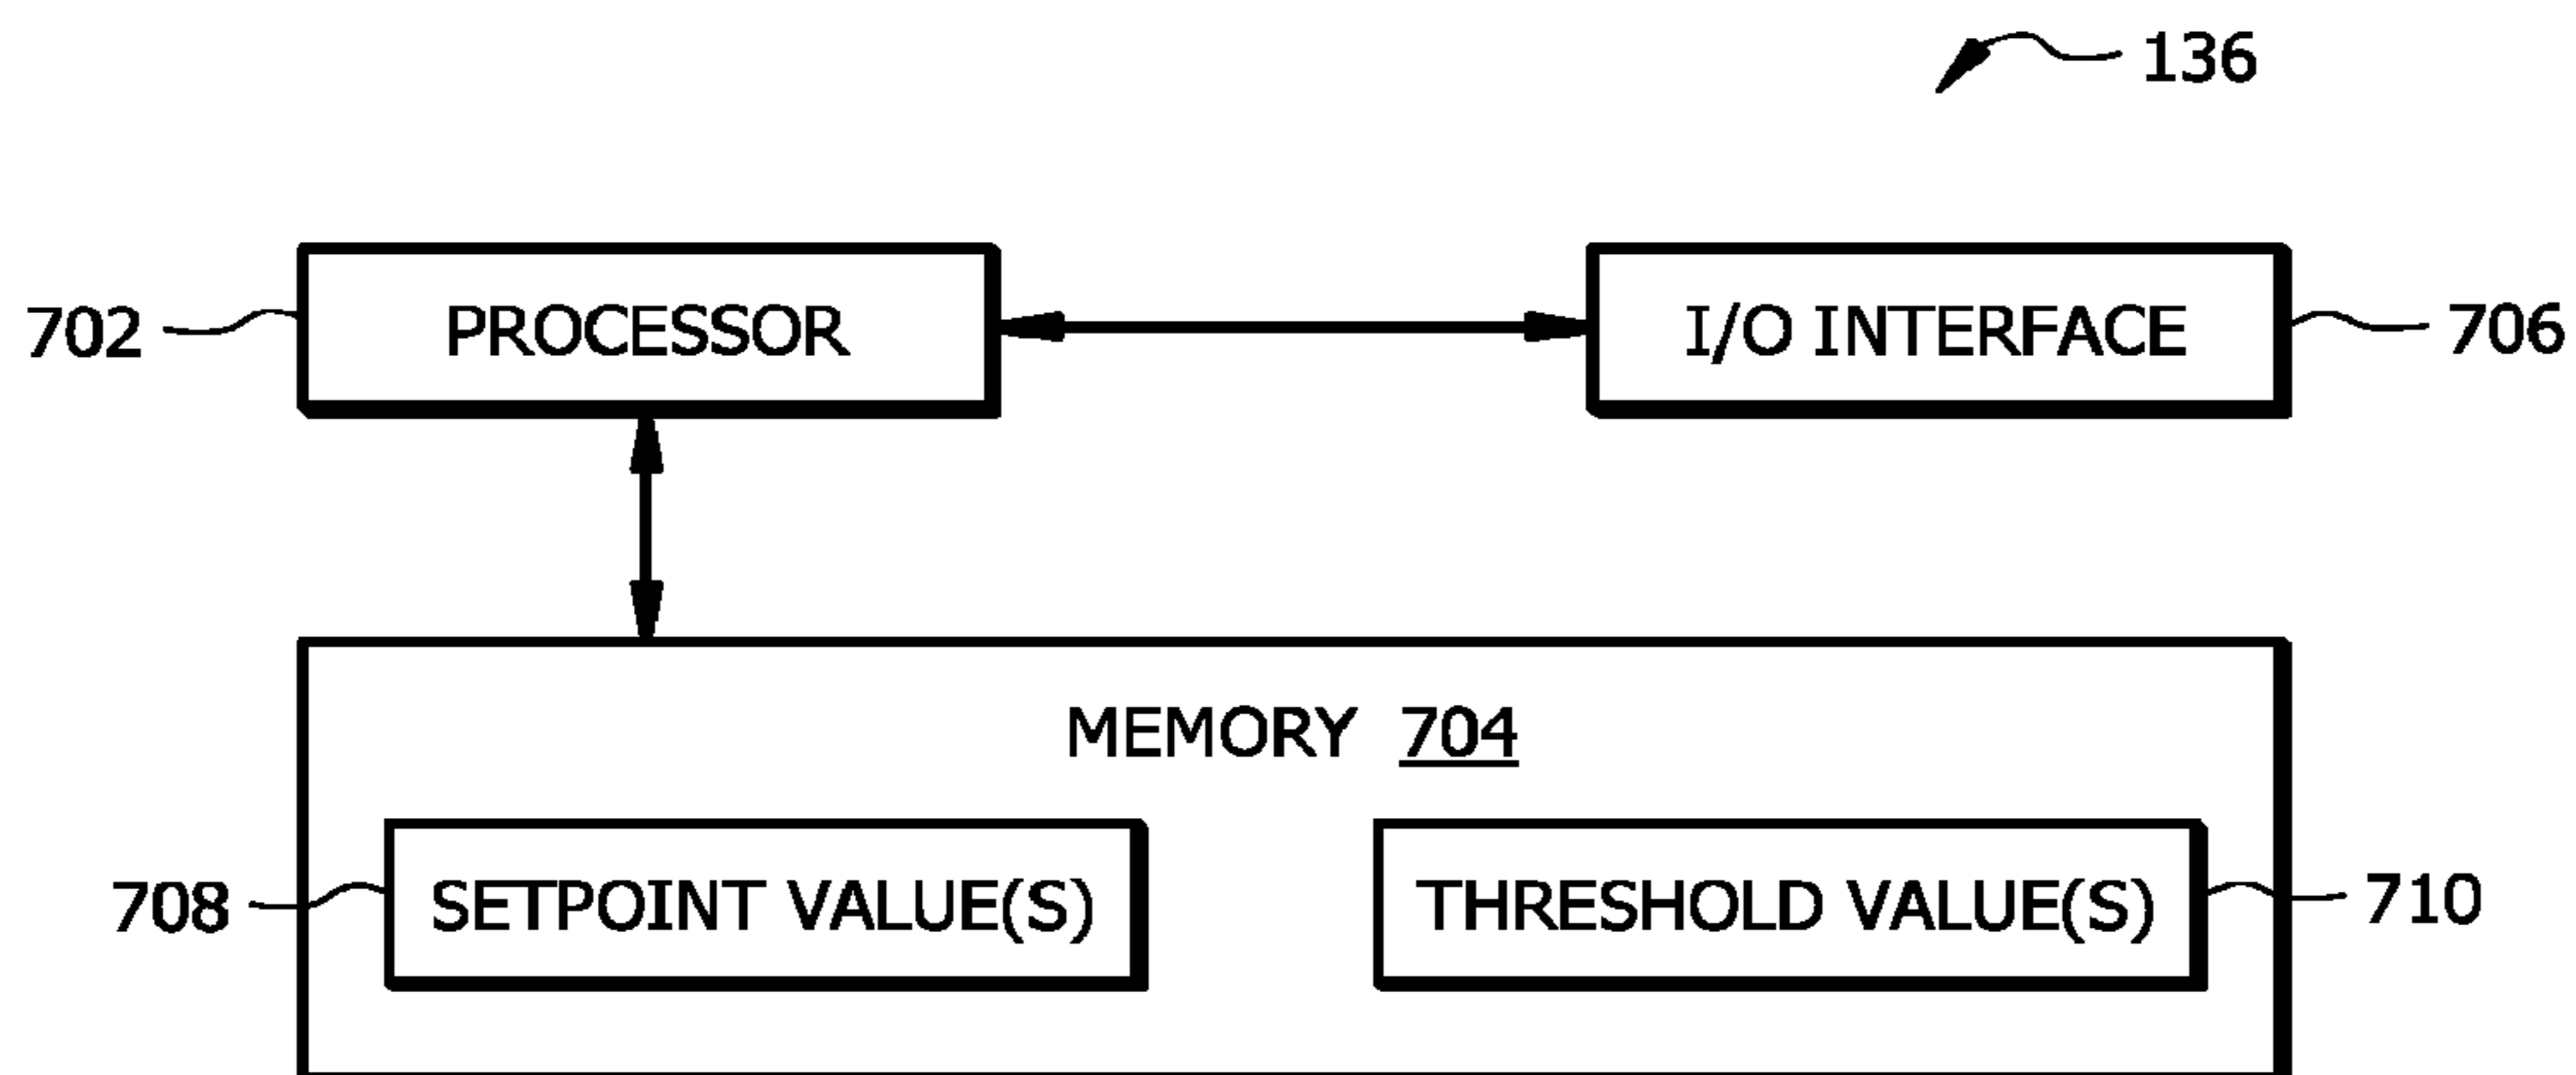 136
702 PROCESSOR I/O INTERFACE 706
MEMORY 704
708 SETPOINT VALUE(S) THRESHOLD VALUE(S) 710